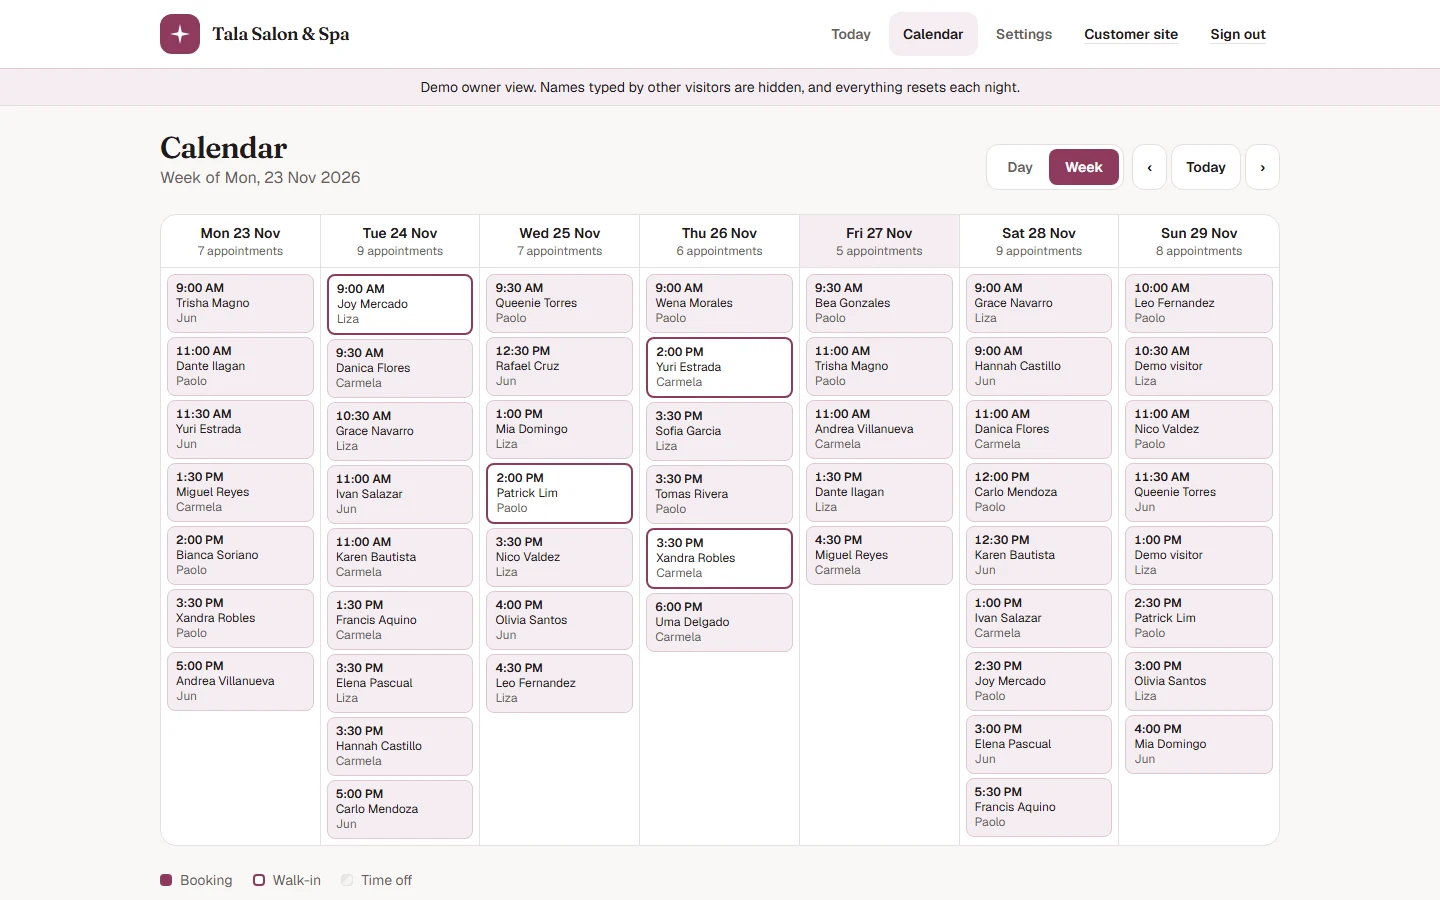 Tala Salon & Spa
Today
Calendar
Settings
Customer site
Sign out
Demo owner view. Names typed by other visitors are hidden, and everything resets each night.
Calendar
Week of Mon, 23 Nov 2026
Day
Week
‹
Today
›
Mon 23 Nov
7 appointments
9:00 AM
Trisha Magno
Jun
11:00 AM
Dante Ilagan
Paolo
11:30 AM
Yuri Estrada
Jun
1:30 PM
Miguel Reyes
Carmela
2:00 PM
Bianca Soriano
Paolo
3:30 PM
Xandra Robles
Paolo
5:00 PM
Andrea Villanueva
Jun
Tue 24 Nov
9 appointments
9:00 AM
Joy Mercado
Liza
9:30 AM
Danica Flores
Carmela
10:30 AM
Grace Navarro
Liza
11:00 AM
Ivan Salazar
Jun
11:00 AM
Karen Bautista
Carmela
1:30 PM
Francis Aquino
Carmela
3:30 PM
Elena Pascual
Liza
3:30 PM
Hannah Castillo
Carmela
5:00 PM
Carlo Mendoza
Jun
Wed 25 Nov
7 appointments
9:30 AM
Queenie Torres
Paolo
12:30 PM
Rafael Cruz
Jun
1:00 PM
Mia Domingo
Liza
2:00 PM
Patrick Lim
Paolo
3:30 PM
Nico Valdez
Liza
4:00 PM
Olivia Santos
Jun
4:30 PM
Leo Fernandez
Liza
Thu 26 Nov
6 appointments
9:00 AM
Wena Morales
Paolo
2:00 PM
Yuri Estrada
Carmela
3:30 PM
Sofia Garcia
Liza
3:30 PM
Tomas Rivera
Paolo
3:30 PM
Xandra Robles
Carmela
6:00 PM
Uma Delgado
Carmela
Fri 27 Nov
5 appointments
9:30 AM
Bea Gonzales
Paolo
11:00 AM
Trisha Magno
Paolo
11:00 AM
Andrea Villanueva
Carmela
1:30 PM
Dante Ilagan
Liza
4:30 PM
Miguel Reyes
Carmela
Sat 28 Nov
9 appointments
9:00 AM
Grace Navarro
Liza
9:00 AM
Hannah Castillo
Jun
11:00 AM
Danica Flores
Carmela
12:00 PM
Carlo Mendoza
Paolo
12:30 PM
Karen Bautista
Jun
1:00 PM
Ivan Salazar
Carmela
2:30 PM
Joy Mercado
Paolo
3:00 PM
Elena Pascual
Jun
5:30 PM
Francis Aquino
Paolo
Sun 29 Nov
8 appointments
10:00 AM
Leo Fernandez
Paolo
10:30 AM
Demo visitor
Liza
11:00 AM
Nico Valdez
Paolo
11:30 AM
Queenie Torres
Jun
1:00 PM
Demo visitor
Liza
2:30 PM
Patrick Lim
Paolo
3:00 PM
Olivia Santos
Liza
4:00 PM
Mia Domingo
Jun
Booking
Walk-in
Time off